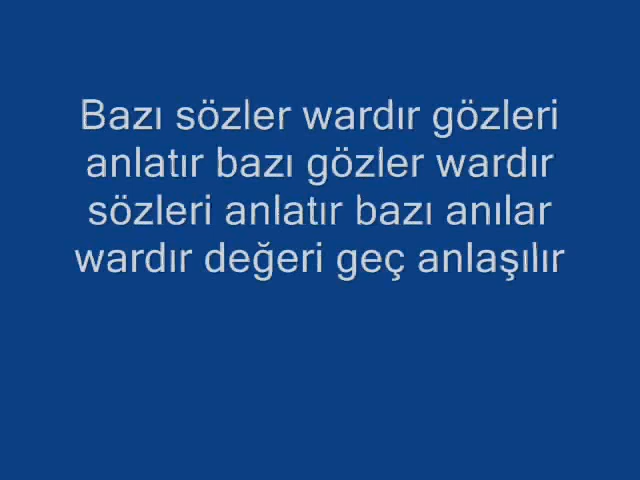 Bazı sözler wardır gözleri
anlatır bazı gözler wardır
sözleri anlatır bazı anılar
wardır değeri geç anlaşılır